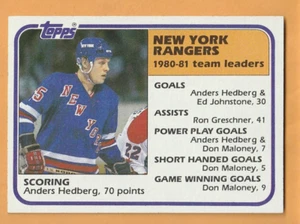 topps
NEW YORK
RANGERS
1980-81 team leaders
GOALS
Anders Hedberg &
Ed Johnstone, 30
ASSISTS
Ron Greschner, 41
POWER PLAY GOALS
Anders Hedberg &
Don Maloney, 7
SHORT HANDED GOALS
Don Maloney, 5
GAME WINNING GOALS
Don Maloney, 9
SCORING
Anders Hedberg, 70 points